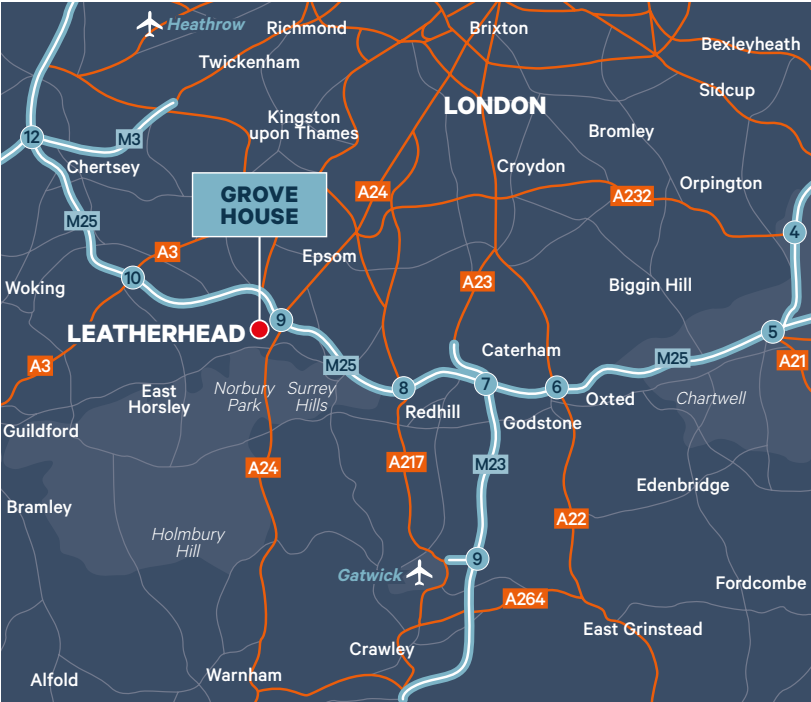 Heathrow
Richmond
Brixton
Bexleyheath
Twickenham
Sidcup
LONDON
Kingston
upon Thames
12
M3
Bromley
Chertsey
Croydon
Orpington
GROVE
HOUSE
A24
A232
M25
4
A3
Epsom
10
A23
Woking
Biggin Hill
9
LEATHERHEAD
5
Caterham
M25
A21
A3
M25
8
7
6
East
Horsley
Norbury
Park
Surrey
Hills
Oxted
Chartwell
Redhill
Godstone
Guildford
A24
A217
M23
Edenbridge
Bramley
A22
Holmbury
Hill
9
Gatwick
Fordcombe
A264
East Grinstead
Crawley
Alfold
Warnham